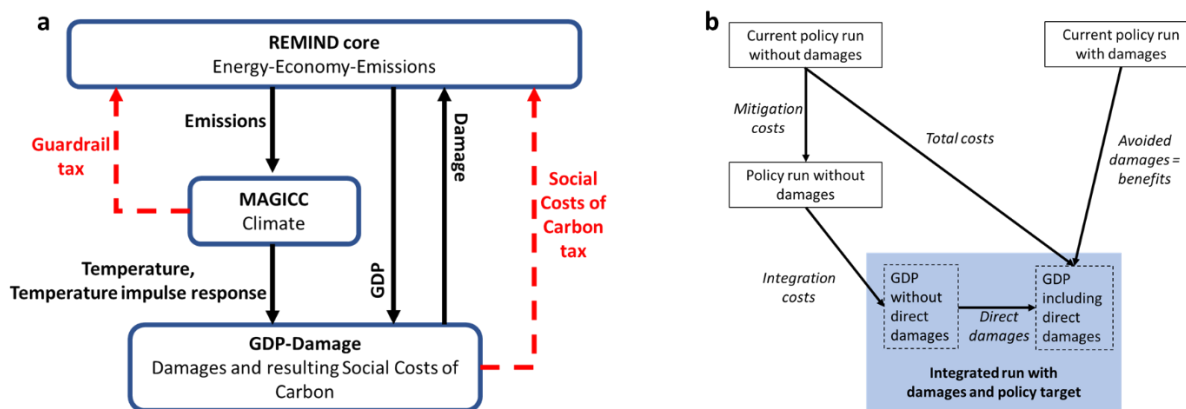 a
REMIND core
Energy-Economy-Emissions
Emissions
Guardrail
tax
MAGICC
Climate
Temperature,
Temperature impulse response
GDP
Damage
Social
Costs of
Carbon
tax
GDP-Damage
Damages and resulting Social Costs of
Carbon
b
Current policy run
without damages
Current policy run
with damages
Mitigation
costs
Total costs
Avoided
damages =
benefits
Policy run without
damages
Integration
costs
GDP
without
direct
damages
Direct
damages
GDP
including
direct
damages
Integrated run with
damages and policy target